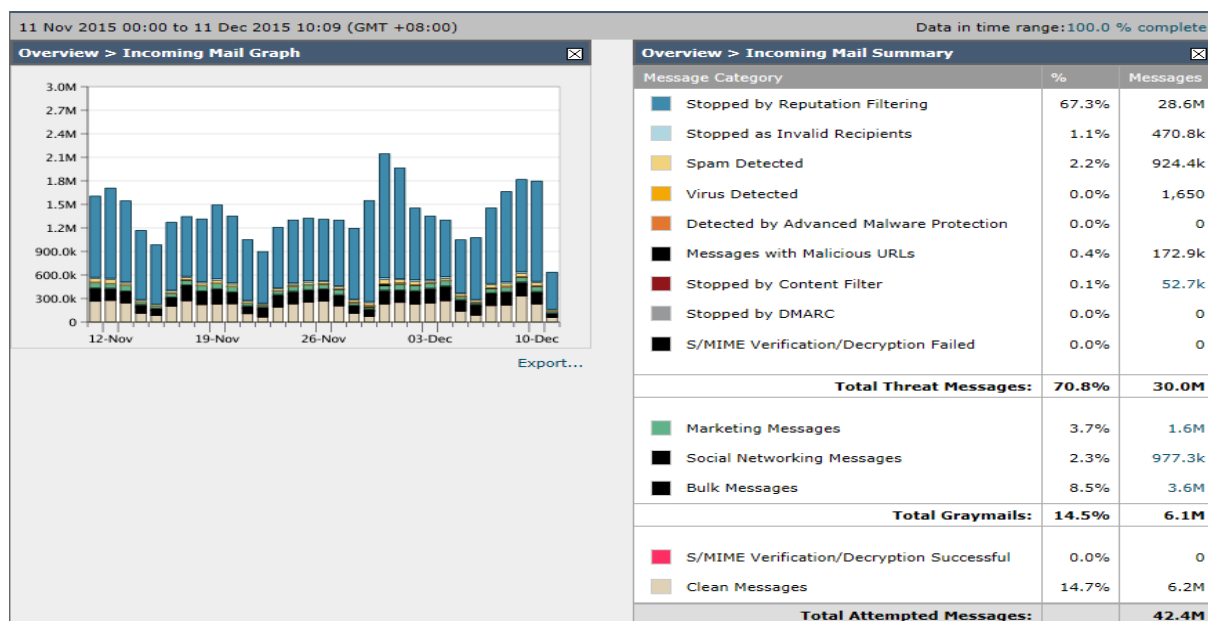 11 Nov 2015 00:00 to 11 Dec 2015 10:09 (GMT +08:00)
Data in time range:100.0 % complete
Overview > Incoming Mail Graph
3.0M
2.7M
2.4M
2.1M
1.8M
1.5M
1.2M
900.0k
600.0k
300.0k
0
12-Nov 19-Nov 26-Nov 03-Dec 10-Dec
Export...
Overview > Incoming Mail Summary
Message Category % Messages
Stopped by Reputation Filtering 67.3% 28.6M
Stopped as Invalid Recipients 1.1% 470.8k
Spam Detected 2.2% 924.4k
Virus Detected 0.0% 1,650
Detected by Advanced Malware Protection 0.0% 0
Messages with Malicious URLs 0.4% 172.9k
Stopped by Content Filter 0.1% 52.7k
Stopped by DMARC 0.0% 0
S/MIME Verification/Decryption Failed 0.0% 0
Total Threat Messages: 70.8% 30.0M
Marketing Messages 3.7% 1.6M
Social Networking Messages 2.3% 977.3k
Bulk Messages 8.5% 3.6M
Total Graymails: 14.5% 6.1M
S/MIME Verification/Decryption Successful 0.0% 0
Clean Messages 14.7% 6.2M
Total Attempted Messages: 42.4M